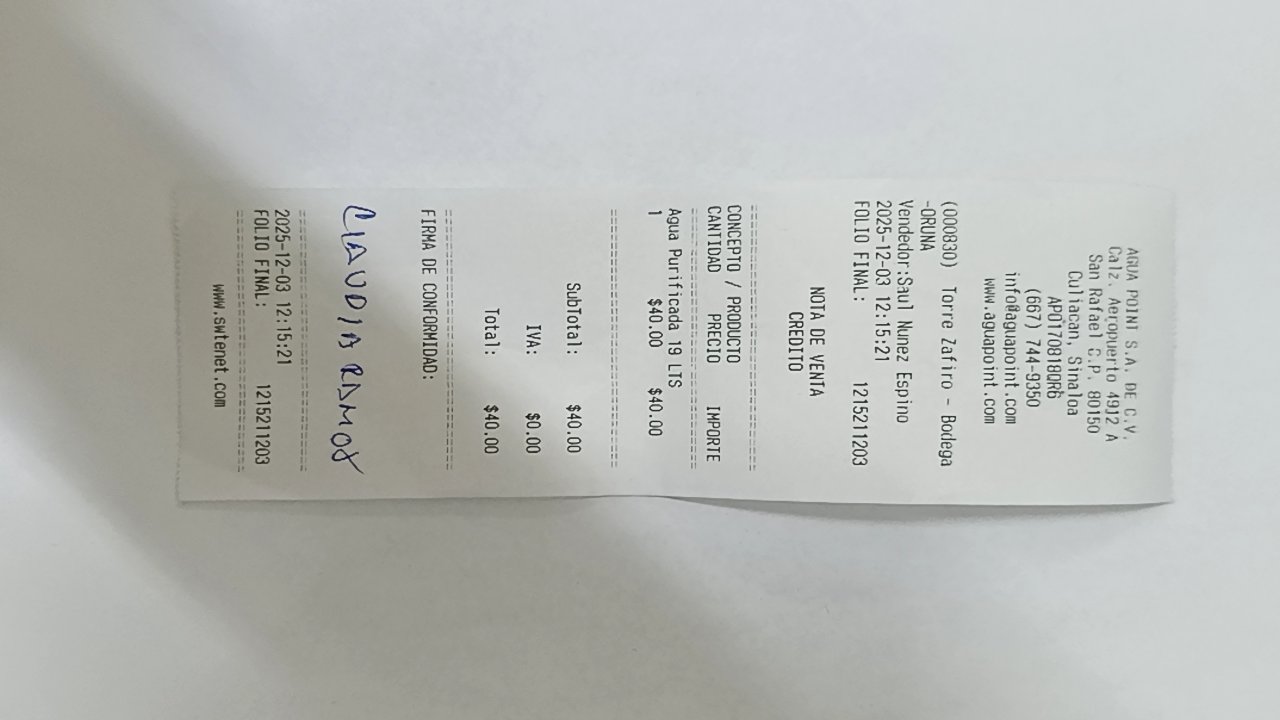 AGUA POINT S.A. DE C.V.
Calz. Aeropuerto 4912 A
San Rafael C.P. 80150
Culiacan, Sinaloa
APO170818QR6
(667) 744-9350
info@aguapoint.com
www.aguapoint.com
(000830) Torre Zafiro - Bodega
-ORUNA
Vendedor:Saul Nunez Espino
2025-12-03 12:15:21
FOLIO FINAL: 1215211203
NOTA DE VENTA
CREDITO
CONCEPTO / PRODUCTO
CANTIDAD PRECIO IMPORTE
Agua Purificada 19 LTS
1 $40.00 $40.00
SubTotal: $40.00
IVA: $0.00
Total: $40.00
FIRMA DE CONFORMIDAD:
CLAUDIA RAMOS
2025-12-03 12:15:21
FOLIO FINAL: 1215211203
www.swtenet.com